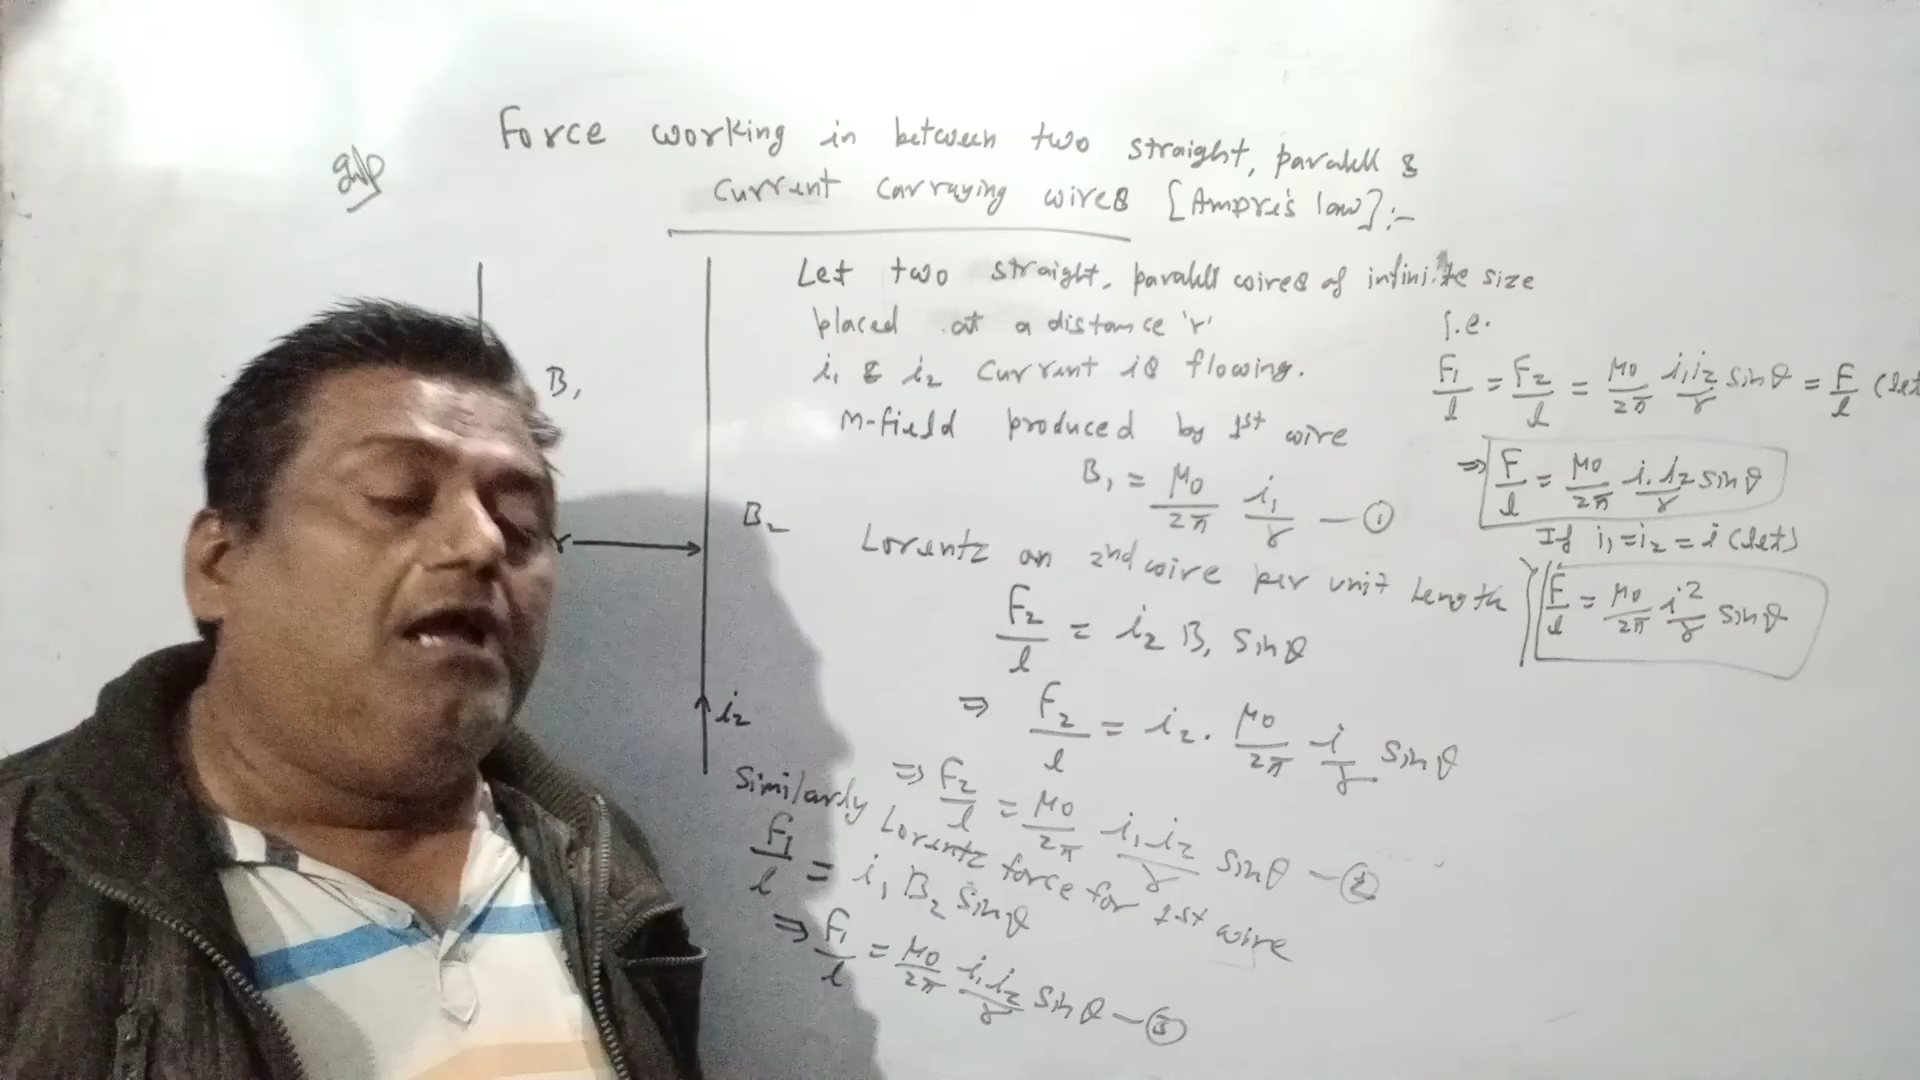 Force working in between two straight, parallel &
current carraying wires [Ampre's law]:-
B₁
r
B₂
i₂
Let two straight, parallel wires of infinite size
placed at a distance 'r'
i₁ & i₂ current is flowing.
M-field produced by 1st wire
B₁ = μ₀/2π i₁/r — ①
Lorentz on 2nd wire per unit length
F₂/l = i₂ B₁ sinθ
⇒ F₂/l = i₂ . μ₀/2π i/r sinθ
⇒ F₂/l = μ₀/2π i₁i₂/r sinθ — ②
Similarly Lorentz force for 1st wire
F₁/l = i₁ B₂ sinθ
⇒ F₁/l = μ₀/2π i₁i₂/r sinθ — ③
i.e.
F₁/l = F₂/l = μ₀/2π i₁i₂/r sinθ = F/l (let
⇒ F/l = μ₀/2π i₁i₂/r sinθ
If i₁ = i₂ = i (let)
F/l = μ₀/2π i²/r sinθ